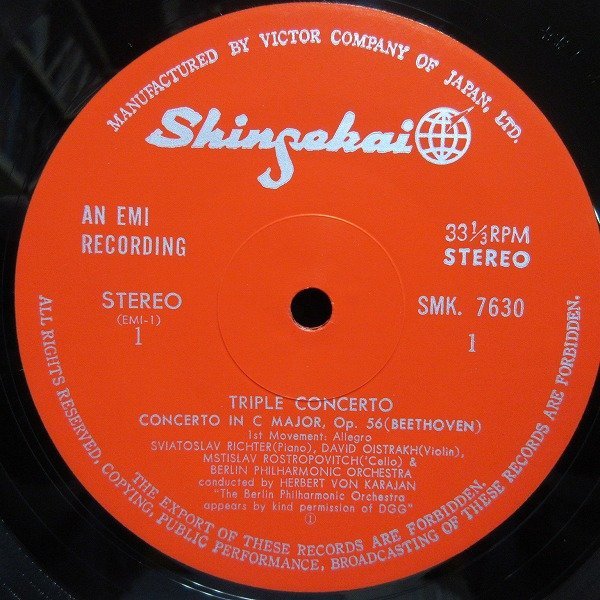 MANUFACTURED BY VICTOR COMPANY OF JAPAN, LTD.
Shinsekai
AN EMI
RECORDING
33⅓RPM
STEREO
STEREO
(EMI-1)
1
SMK. 7630
1
TRIPLE CONCERTO
CONCERTO IN C MAJOR, Op. 56(BEETHOVEN)
1st Movement: Allegro
SVIATOSLAV RICHTER(Piano), DAVID OISTRAKH(Violin),
MSTISLAV ROSTROPOVITCH('Cello) &
BERLIN PHILHARMONIC ORCHESTRA
conducted by HERBERT VON KARAJAN
"The Berlin Philharmonic Orchestra
appears by kind permission of DGG"
①
THE EXPORT OF THESE RECORDS ARE FORBIDDEN.
ALL RIGHTS RESERVED, COPYING, PUBLIC PERFORMANCE, BROADCASTING OF THESE RECORDS ARE FORBIDDEN.